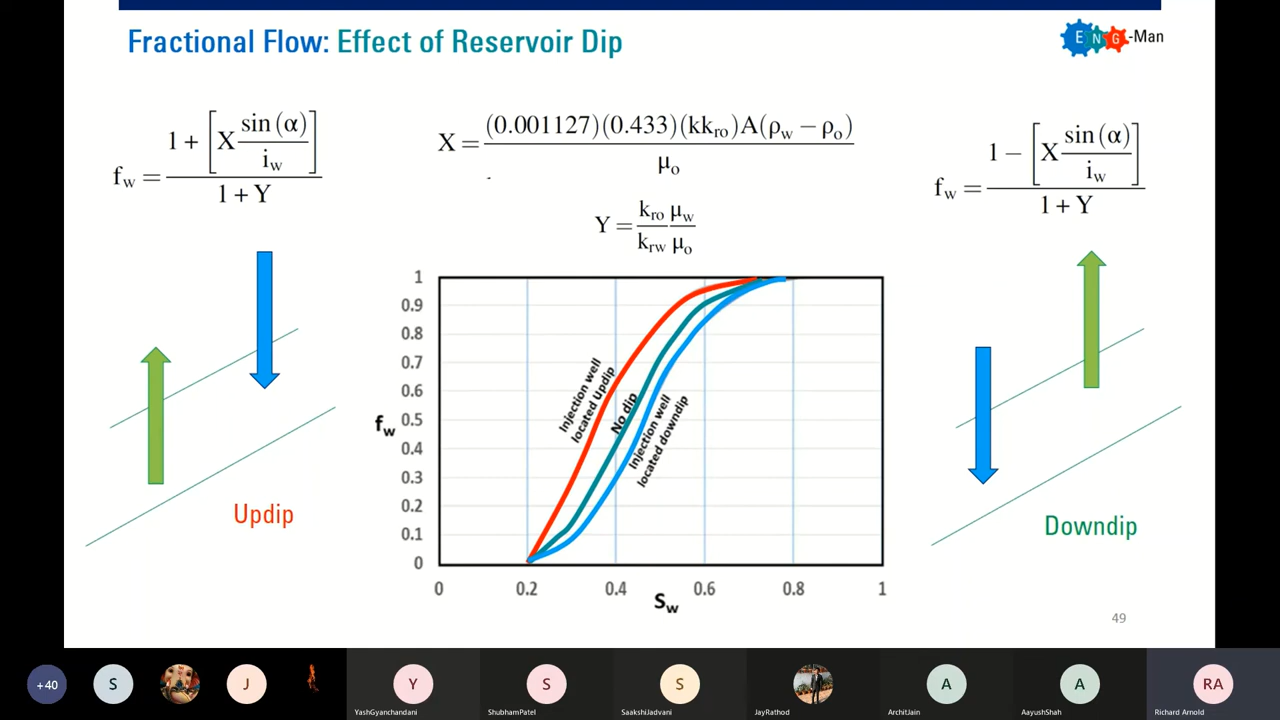 Fractional Flow: Effect of Reservoir Dip
ENG-Man
f_w = (1 + [X sin(α)/i_w]) / (1 + Y)
X = (0.001127)(0.433)(kk_ro)A(ρ_w − ρ_o) / μ_o
Y = k_ro/k_rw μ_w/μ_o
f_w = (1 − [X sin(α)/i_w]) / (1 + Y)
1
0.9
0.8
0.7
0.6
0.5
0.4
0.3
0.2
0.1
0
f_w
Injection well
located Updip
No dip
Injection well
located downdip
0 0.2 0.4 0.6 0.8 1
S_w
Updip
Downdip
49
+40
S
J
Y
YashGyanchandani
S
ShubhamPatel
S
SaakshiJadvani
JayRathod
A
ArchitJain
A
AayushShah
RA
Richard Arnold